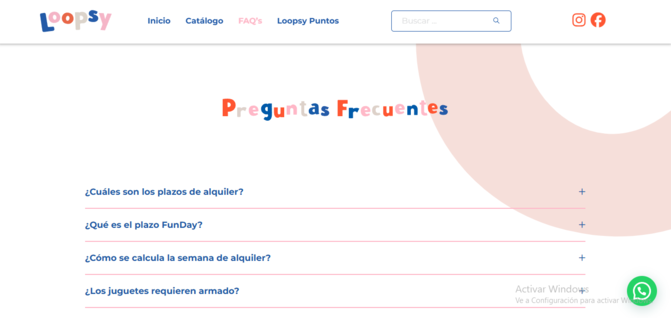 Loopsy
Inicio Catálogo FAQ's Loopsy Puntos
Buscar ...
Preguntas Frecuentes
¿Cuáles son los plazos de alquiler? +
¿Qué es el plazo FunDay? +
¿Cómo se calcula la semana de alquiler? +
¿Los juguetes requieren armado? +
Activar Windows
Ve a Configuración para activar